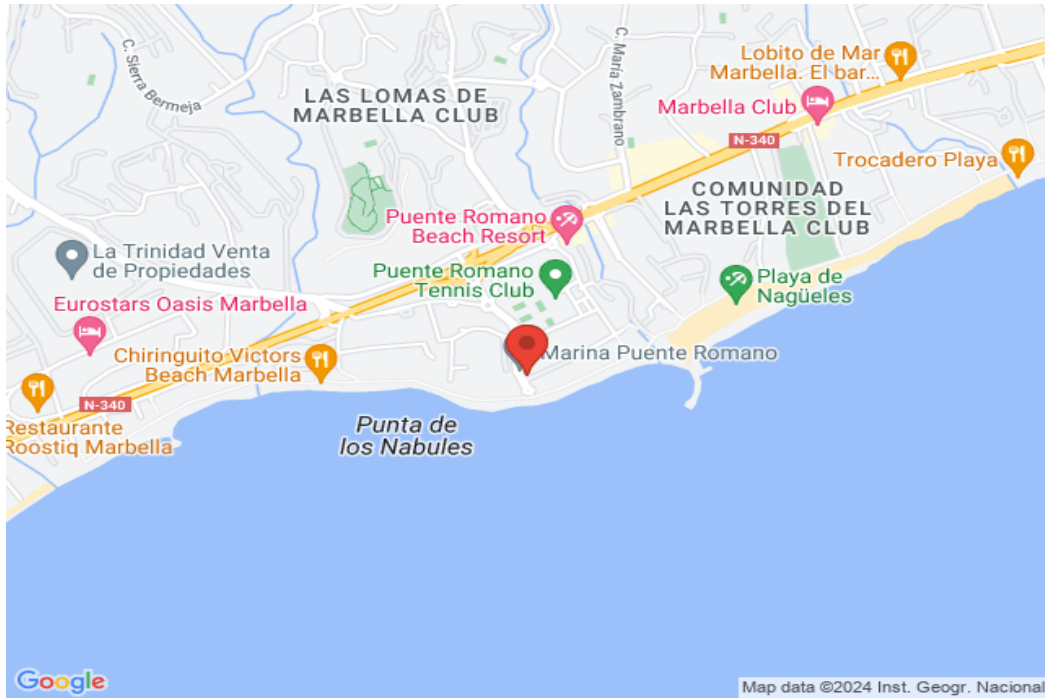 C. Sierra Bermeja
C. María Zambrano
Lobito de Mar
Marbella. El bar...
LAS LOMAS DE
MARBELLA CLUB
Marbella Club
N-340
Trocadero Playa
COMUNIDAD
LAS TORRES DEL
MARBELLA CLUB
Puente Romano
Beach Resort
La Trinidad Venta
de Propiedades
Puente Romano
Tennis Club
Playa de
Nagüeles
Eurostars Oasis Marbella
Chiringuito Victors
Beach Marbella
Marina Puente Romano
N-340
Restaurante
Roostiq Marbella
Punta de
los Nabules
Google
Map data ©2024 Inst. Geogr. Nacional